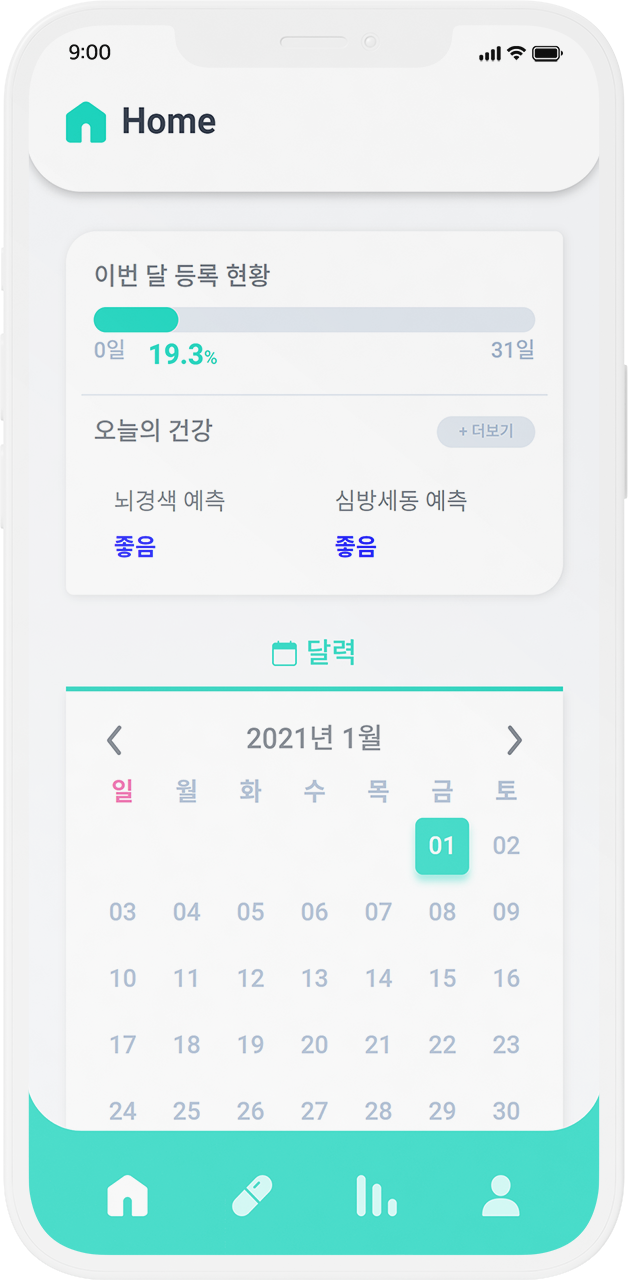 9:00
Home
이번 달 등록 현황
0일 19.3% 31일
오늘의 건강 + 더보기
뇌경색 예측 심방세동 예측
좋음 좋음
달력
2021년 1월
일 월 화 수 목 금 토
01 02
03 04 05 06 07 08 09
10 11 12 13 14 15 16
17 18 19 20 21 22 23
24 25 26 27 28 29 30